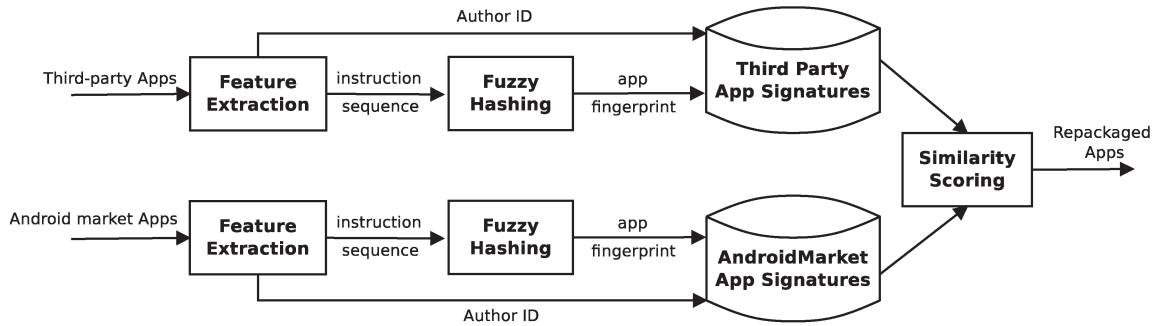 Author ID
Third-party Apps
Feature
Extraction
instruction
sequence
Fuzzy
Hashing
app
fingerprint
Third Party
App Signatures
Similarity
Scoring
Repackaged
Apps
Android market Apps
Feature
Extraction
instruction
sequence
Fuzzy
Hashing
app
fingerprint
AndroidMarket
App Signatures
Author ID